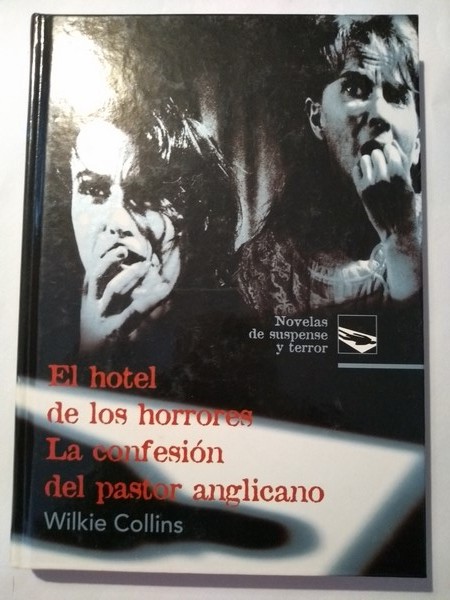 Novelas
de suspense
y terror
El hotel
de los horrores
La confesión
del pastor anglicano
Wilkie Collins